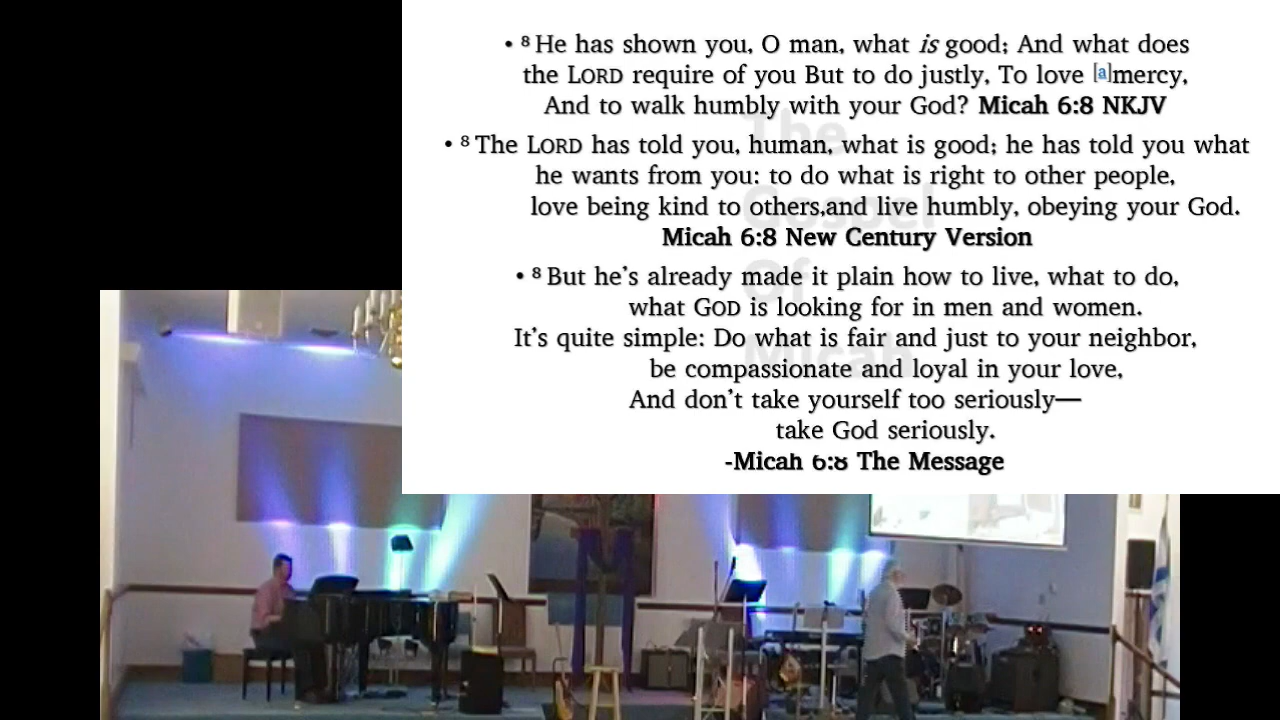 • 8 He has shown you, O man, what is good; And what does
the LORD require of you But to do justly, To love [a]mercy,
And to walk humbly with your God? Micah 6:8 NKJV
• 8 The LORD has told you, human, what is good; he has told you what
he wants from you: to do what is right to other people,
love being kind to others,and live humbly, obeying your God.
Micah 6:8 New Century Version
• 8 But he’s already made it plain how to live, what to do,
what GOD is looking for in men and women.
It’s quite simple: Do what is fair and just to your neighbor,
be compassionate and loyal in your love,
And don’t take yourself too seriously—
take God seriously.
-Micah 6:8 The Message
The
Gospel
Of
Micah